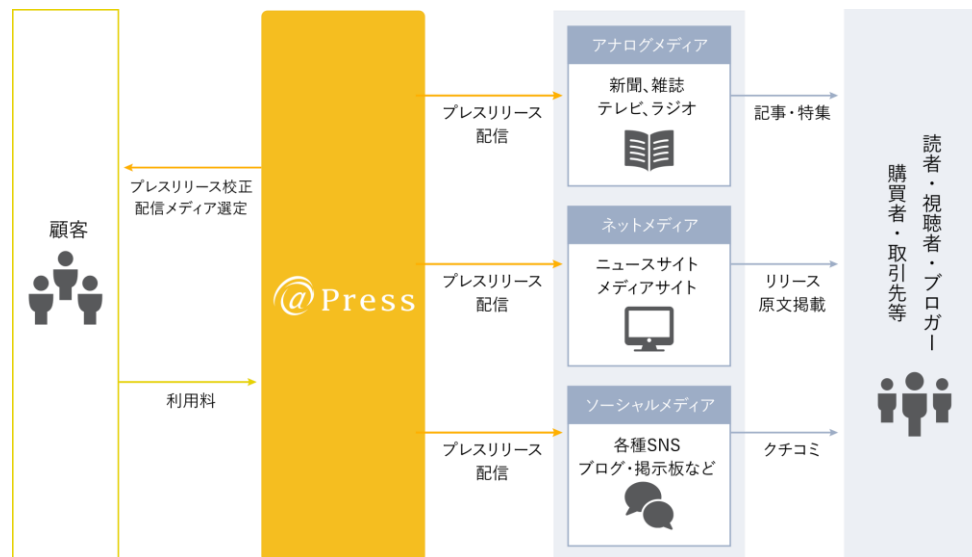 顧客
プレスリリース校正
配信メディア選定
利用料
@Press
プレスリリース
配信
プレスリリース
配信
プレスリリース
配信
アナログメディア
新聞、雑誌
テレビ、ラジオ
ネットメディア
ニュースサイト
メディアサイト
ソーシャルメディア
各種SNS
ブログ・掲示板など
記事・特集
リリース
原文掲載
クチコミ
読者・視聴者・ブロガー
購買者・取引先等